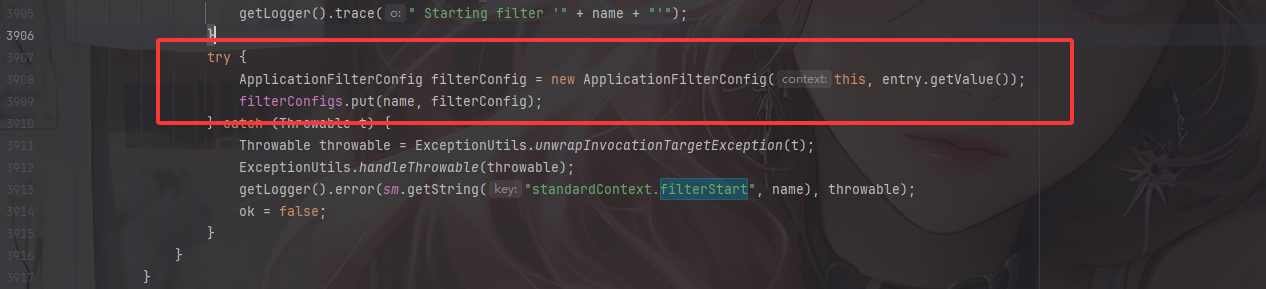 3905 getLogger().trace( o: " Starting filter '" + name + "'");
3906 }
3907 try {
3908 ApplicationFilterConfig filterConfig = new ApplicationFilterConfig( context: this, entry.getValue());
3909 filterConfigs.put(name, filterConfig);
3910 } catch (Throwable t) {
3911 Throwable throwable = ExceptionUtils.unwrapInvocationTargetException(t);
3912 ExceptionUtils.handleThrowable(throwable);
3913 getLogger().error(sm.getString( key: "standardContext.filterStart", name), throwable);
3914 ok = false;
3915 }
3916 }
3917 }